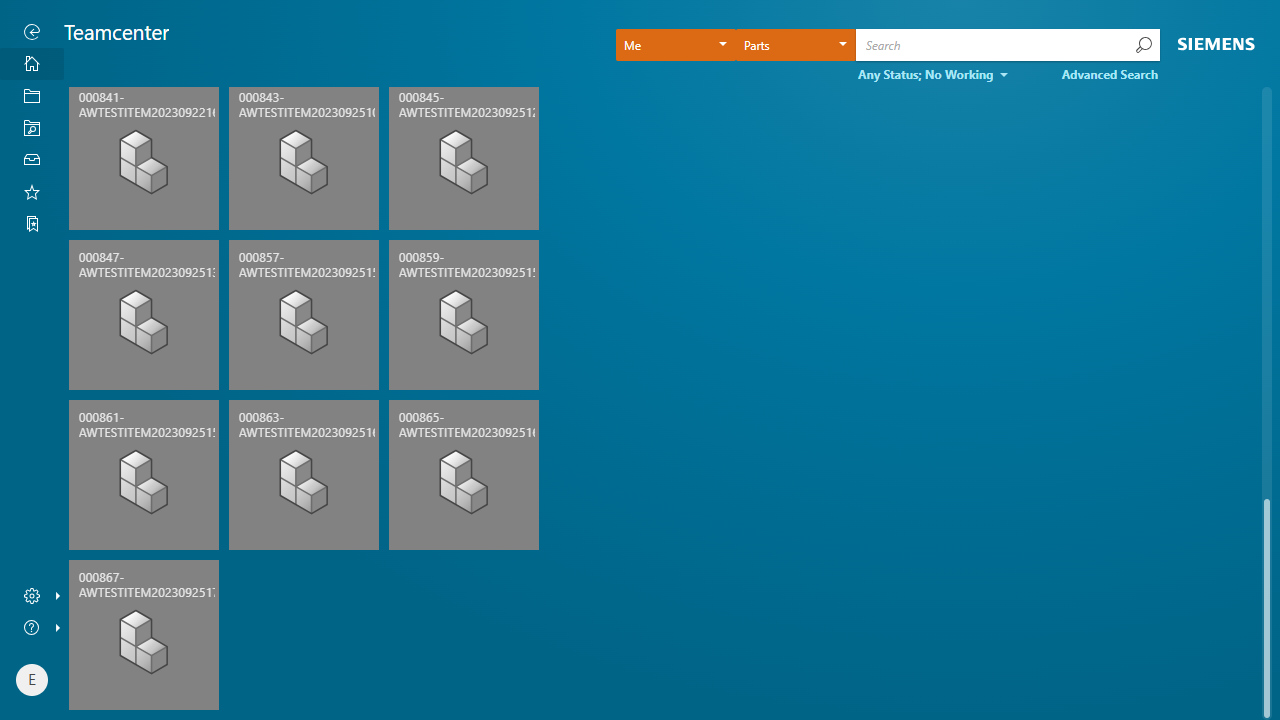 Teamcenter
Me
Parts
Search
SIEMENS
Any Status; No Working
Advanced Search
000841-
AWTESTITEM2023092216
000843-
AWTESTITEM2023092510
000845-
AWTESTITEM2023092512
000847-
AWTESTITEM2023092513
000857-
AWTESTITEM2023092515
000859-
AWTESTITEM2023092515
000861-
AWTESTITEM2023092515
000863-
AWTESTITEM2023092516
000865-
AWTESTITEM2023092516
000867-
AWTESTITEM2023092517
E